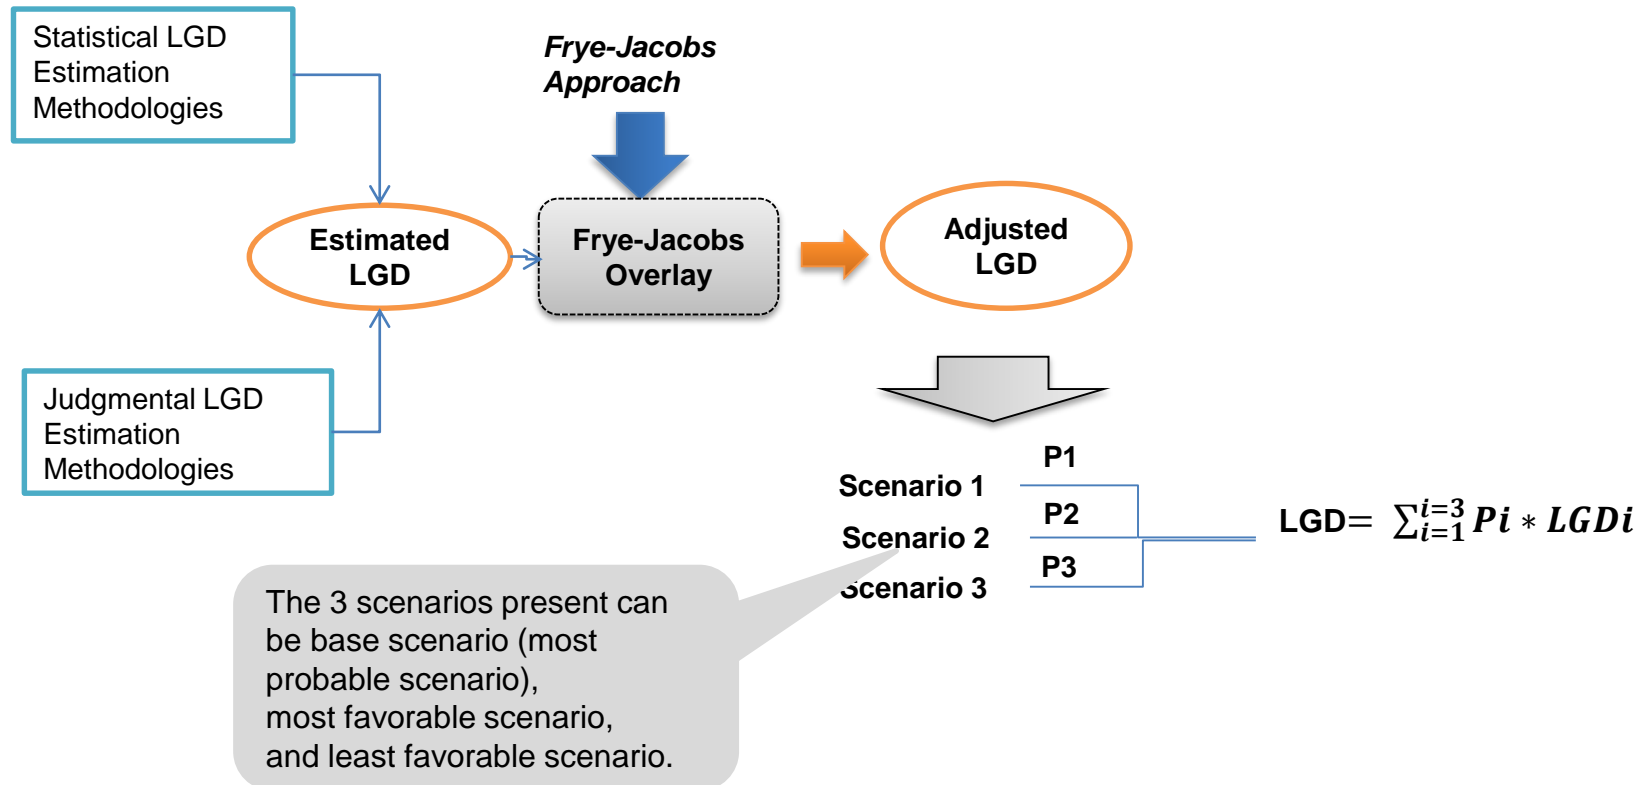 Statistical LGD
Estimation
Methodologies
Frye-Jacobs
Approach
Estimated
LGD
Frye-Jacobs
Overlay
Adjusted
LGD
Judgmental LGD
Estimation
Methodologies
P1
Scenario 1
P2
Scenario 2
P3
Scenario 3
LGD= ∑_{i=1}^{i=3} Pi * LGDi
The 3 scenarios present can
be base scenario (most
probable scenario),
most favorable scenario,
and least favorable scenario.